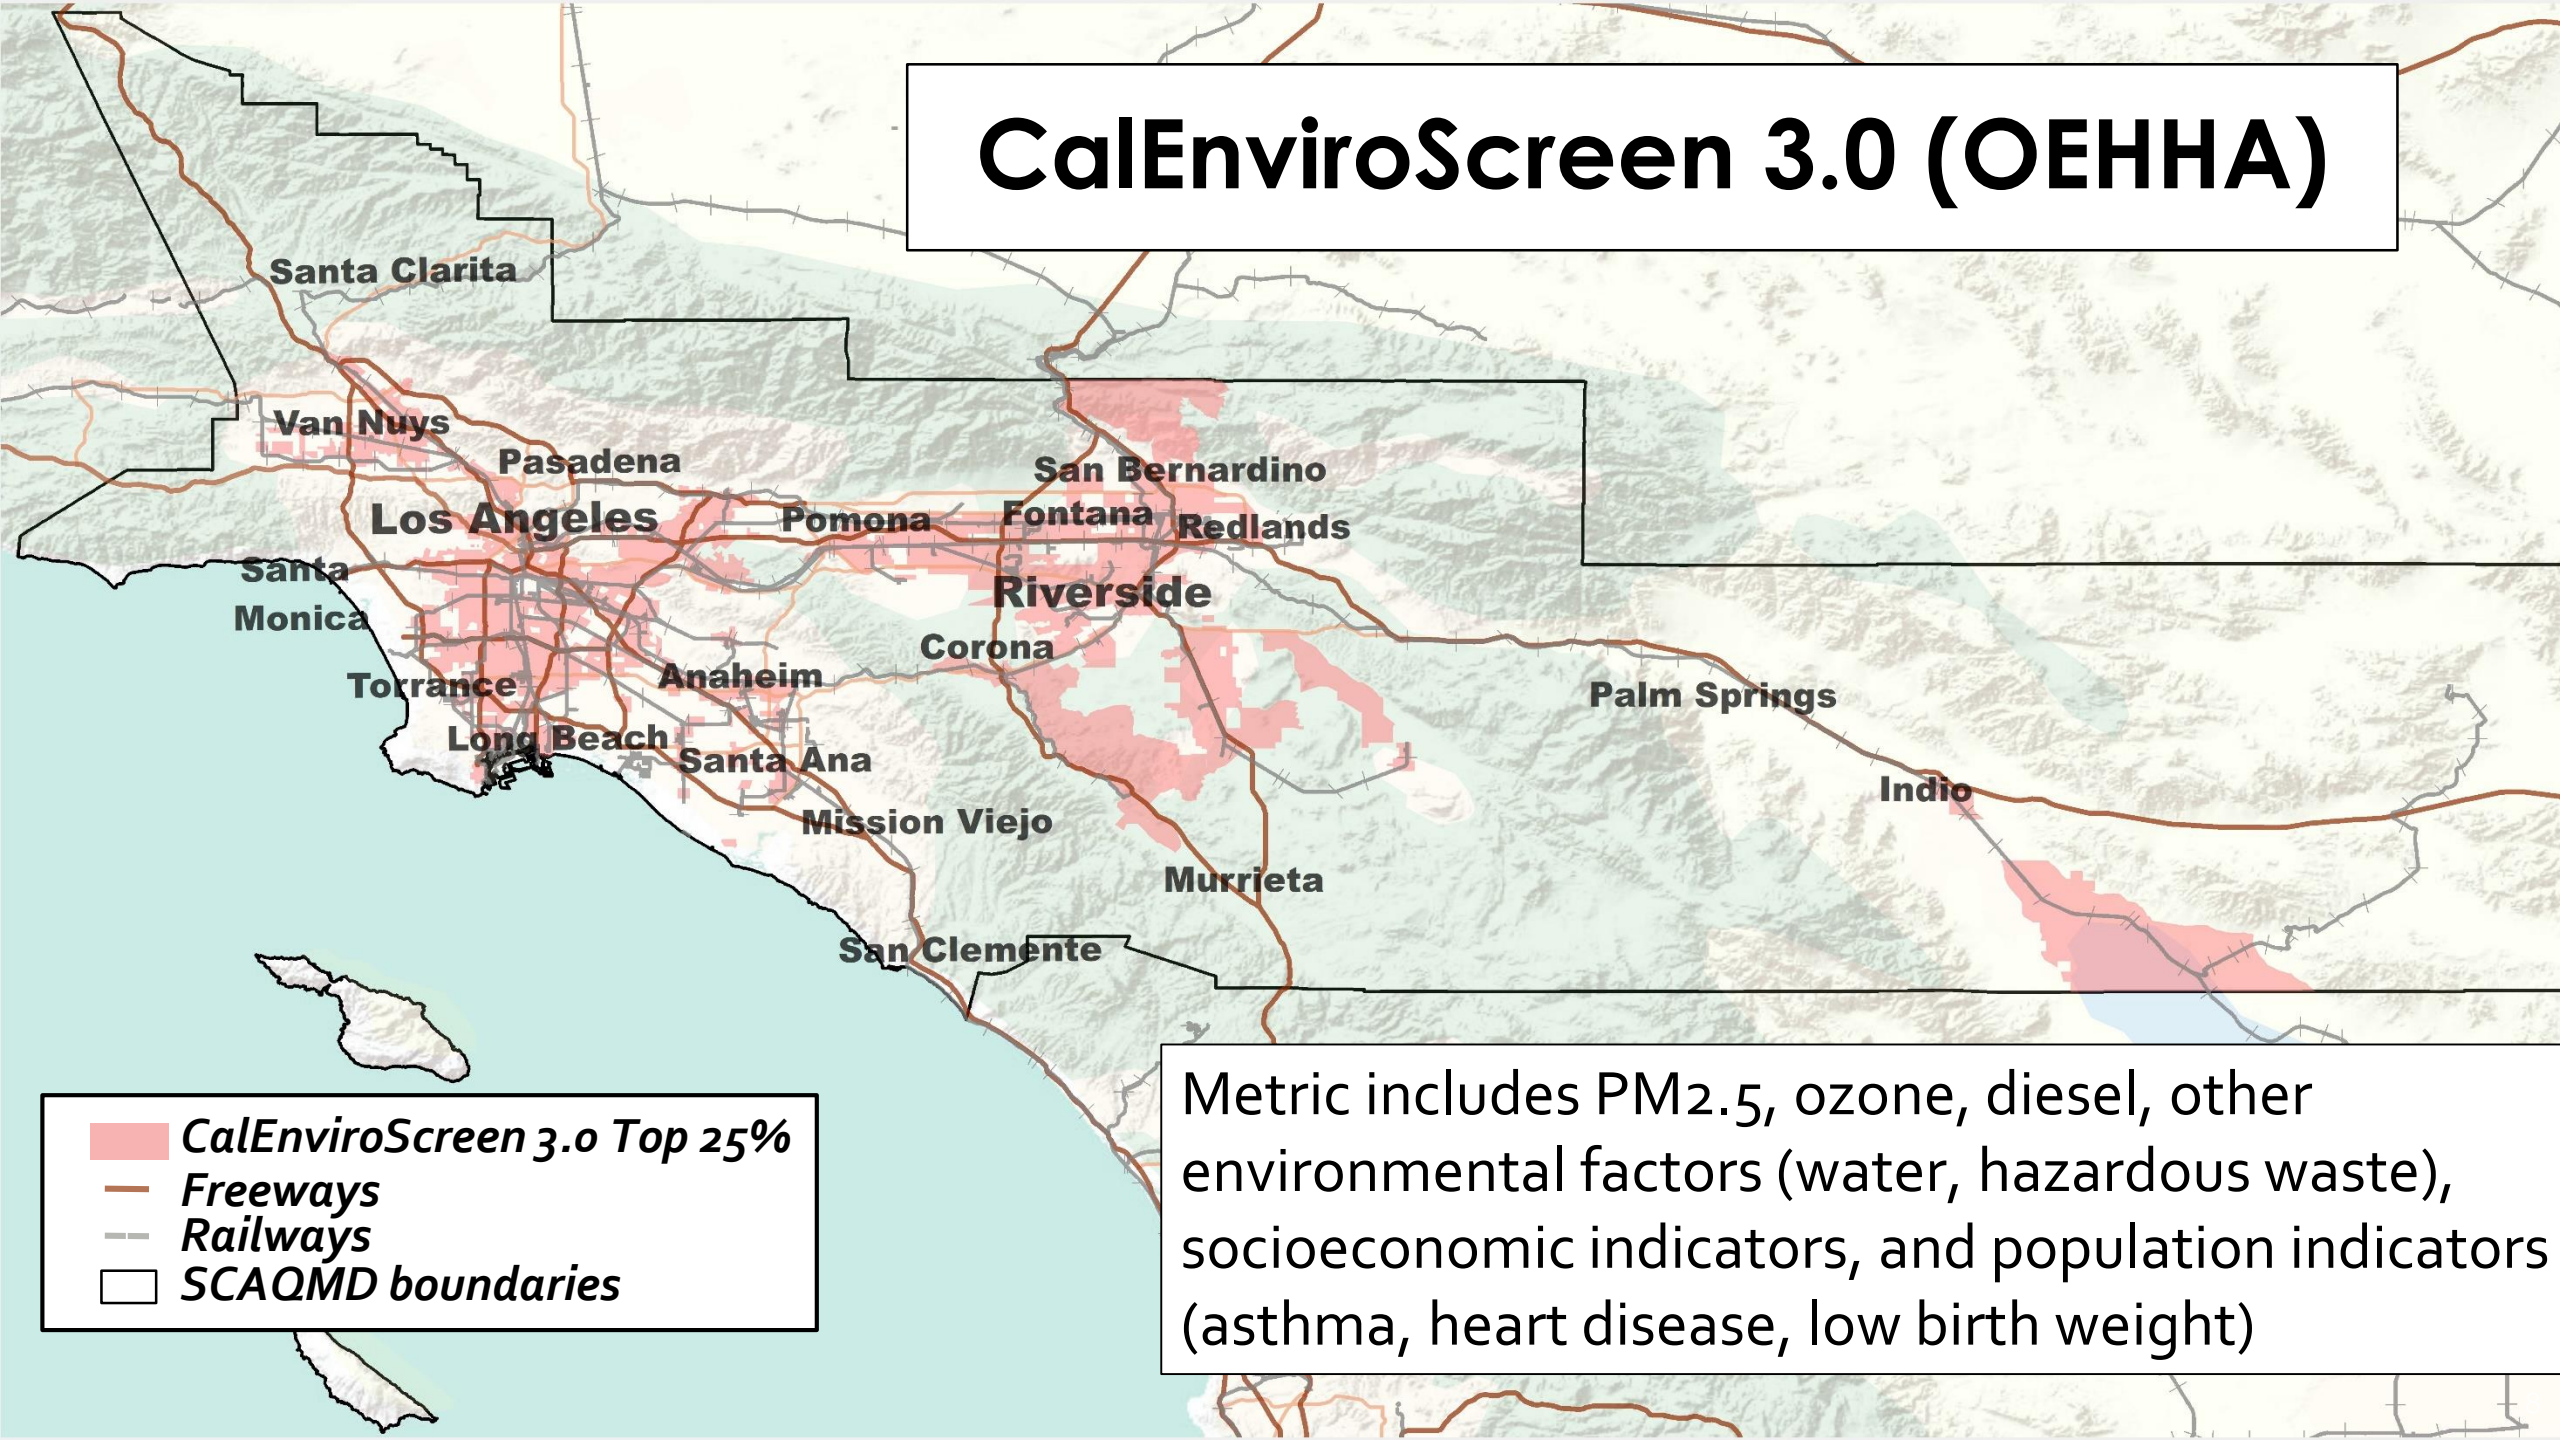 CalEnviroScreen 3.0 (OEHHA)
Santa Clarita
Van Nuys
Pasadena
San Bernardino
Los Angeles
Pomona
Fontana
Redlands
Santa
Monica
Riverside
Corona
Torrance
Anaheim
Palm Springs
Long Beach
Santa Ana
Indio
Mission Viejo
Murrieta
San Clemente
CalEnviroScreen 3.0 Top 25%
Freeways
Railways
SCAQMD boundaries
Metric includes PM2.5, ozone, diesel, other
environmental factors (water, hazardous waste),
socioeconomic indicators, and population indicators
(asthma, heart disease, low birth weight)